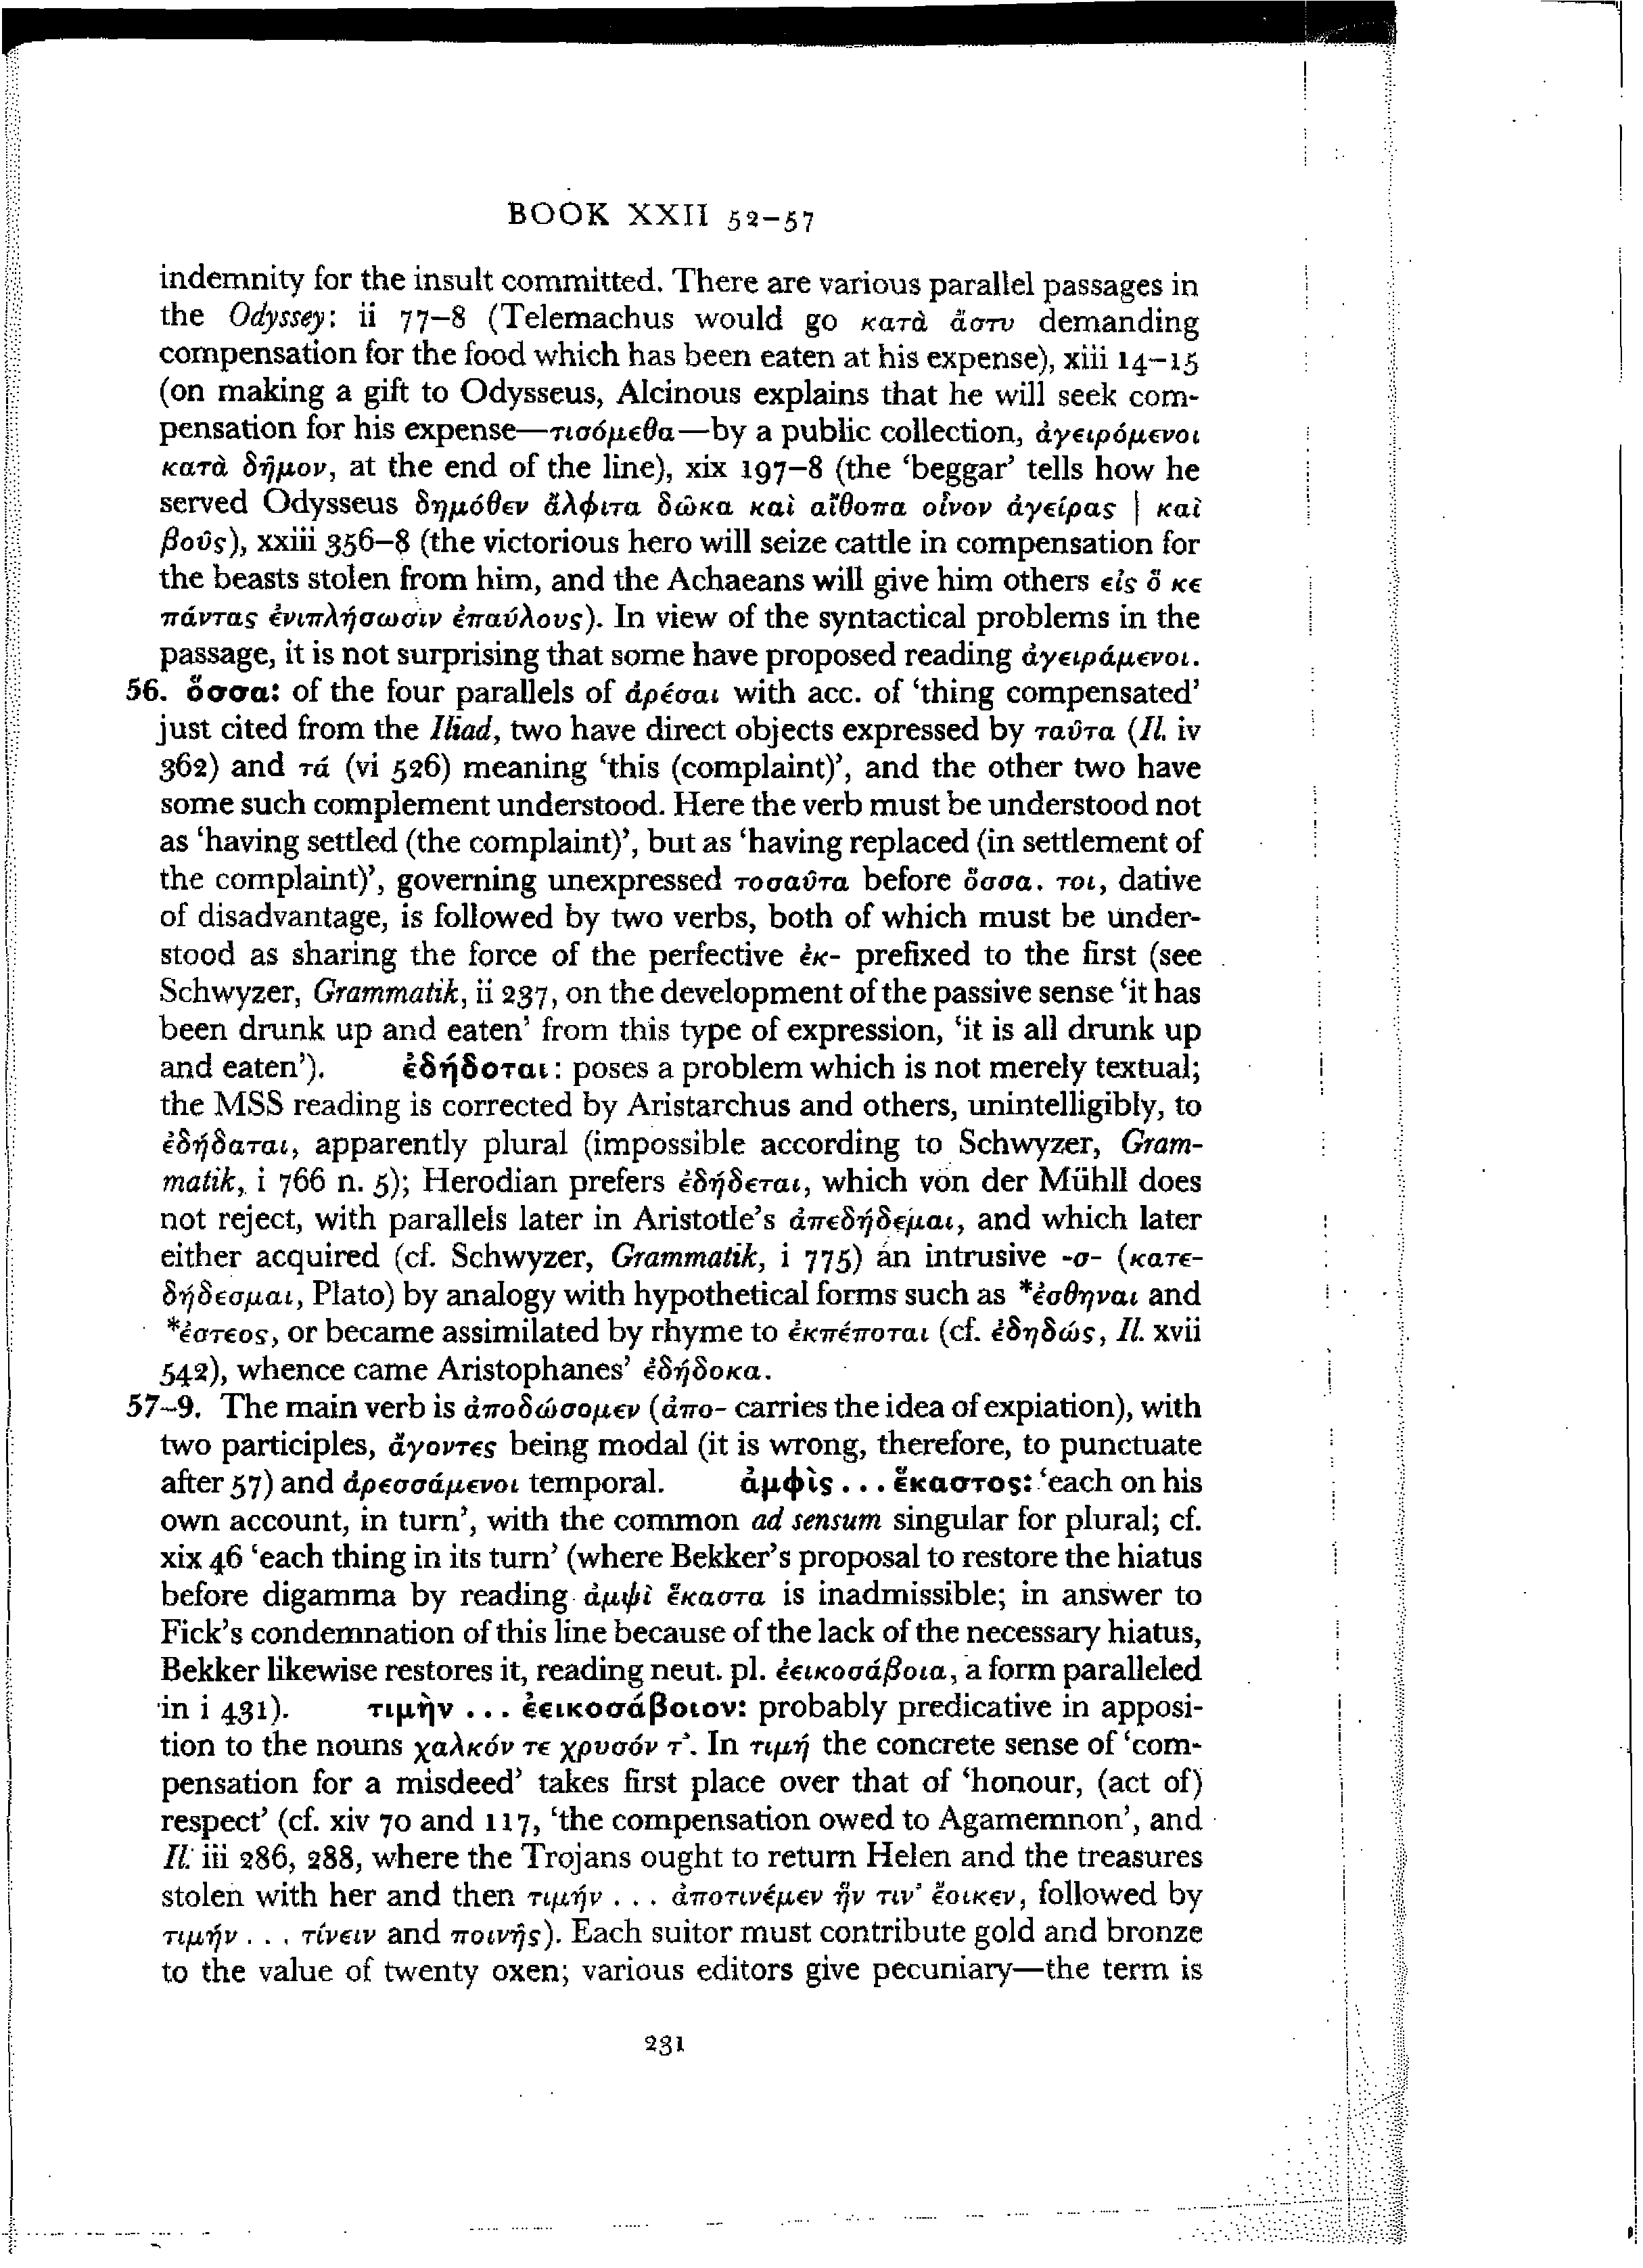 BOOK XXII 52–57
indemnity for the insult committed. There are various parallel passages in
the Odyssey: ii 77–8 (Telemachus would go κατὰ ἄστυ demanding
compensation for the food which has been eaten at his expense), xiii 14–15
(on making a gift to Odysseus, Alcinous explains that he will seek com-
pensation for his expense—τισόμεθα—by a public collection, ἀγειρόμενοι
κατὰ δῆμον, at the end of the line), xix 197–8 (the ‘beggar’ tells how he
served Odysseus δημόθεν ἄλφιτα δῶκα καὶ αἴθοπα οἶνον ἀγείρας | καὶ
βοῦς), xxiii 356–8 (the victorious hero will seize cattle in compensation for
the beasts stolen from him, and the Achaeans will give him others εἰς ὅ κε
πάντας ἐνιπλήσωσιν ἐπαύλους). In view of the syntactical problems in the
passage, it is not surprising that some have proposed reading ἀγειράμενοι.
56. ὅσσα: of the four parallels of ἀρέσαι with acc. of ‘thing compensated’
just cited from the Iliad, two have direct objects expressed by ταῦτα (Il. iv
362) and τά (vi 526) meaning ‘this (complaint)’, and the other two have
some such complement understood. Here the verb must be understood not
as ‘having settled (the complaint)’, but as ‘having replaced (in settlement of
the complaint)’, governing unexpressed τοσαῦτα before ὅσσα. τοι, dative
of disadvantage, is followed by two verbs, both of which must be under-
stood as sharing the force of the perfective ἐκ- prefixed to the first (see
Schwyzer, Grammatik, ii 237, on the development of the passive sense ‘it has
been drunk up and eaten’ from this type of expression, ‘it is all drunk up
and eaten’). ἐδήδοται: poses a problem which is not merely textual;
the MSS reading is corrected by Aristarchus and others, unintelligibly, to
ἐδήδαται, apparently plural (impossible according to Schwyzer, Gram-
matik, i 766 n. 5); Herodian prefers ἐδήδεται, which von der Mühll does
not reject, with parallels later in Aristotle’s ἀπεδήδεμαι, and which later
either acquired (cf. Schwyzer, Grammatik, i 775) an intrusive -σ- (κατε-
δήδεσμαι, Plato) by analogy with hypothetical forms such as *ἐσθηναι and
*ἐστεος, or became assimilated by rhyme to ἐκπέποται (cf. ἐδηδώς, Il. xvii
542), whence came Aristophanes’ ἐδήδοκα.
57–9. The main verb is ἀποδώσομεν (ἀπο- carries the idea of expiation), with
two participles, ἄγοντες being modal (it is wrong, therefore, to punctuate
after 57) and ἀρεσσάμενοι temporal. ἀμφὶς . . . ἕκαστος: ‘each on his
own account, in turn’, with the common ad sensum singular for plural; cf.
xix 46 ‘each thing in its turn’ (where Bekker’s proposal to restore the hiatus
before digamma by reading ἀμψὶ ἕκαστα is inadmissible; in answer to
Fick’s condemnation of this line because of the lack of the necessary hiatus,
Bekker likewise restores it, reading neut. pl. ἐεικοσάβοια, a form paralleled
in i 431). τιμὴν . . . ἐεικοσάβοιον: probably predicative in apposi-
tion to the nouns χαλκόν τε χρυσόν τ’. In τιμή the concrete sense of ‘com-
pensation for a misdeed’ takes first place over that of ‘honour, (act of)
respect’ (cf. xiv 70 and 117, ‘the compensation owed to Agamemnon’, and
Il. iii 286, 288, where the Trojans ought to return Helen and the treasures
stolen with her and then τιμήν . . . ἀποτινέμεν ἥν τιν’ ἔοικεν, followed by
τιμήν . . . τίνειν and ποινῆς). Each suitor must contribute gold and bronze
to the value of twenty oxen; various editors give pecuniary—the term is
231